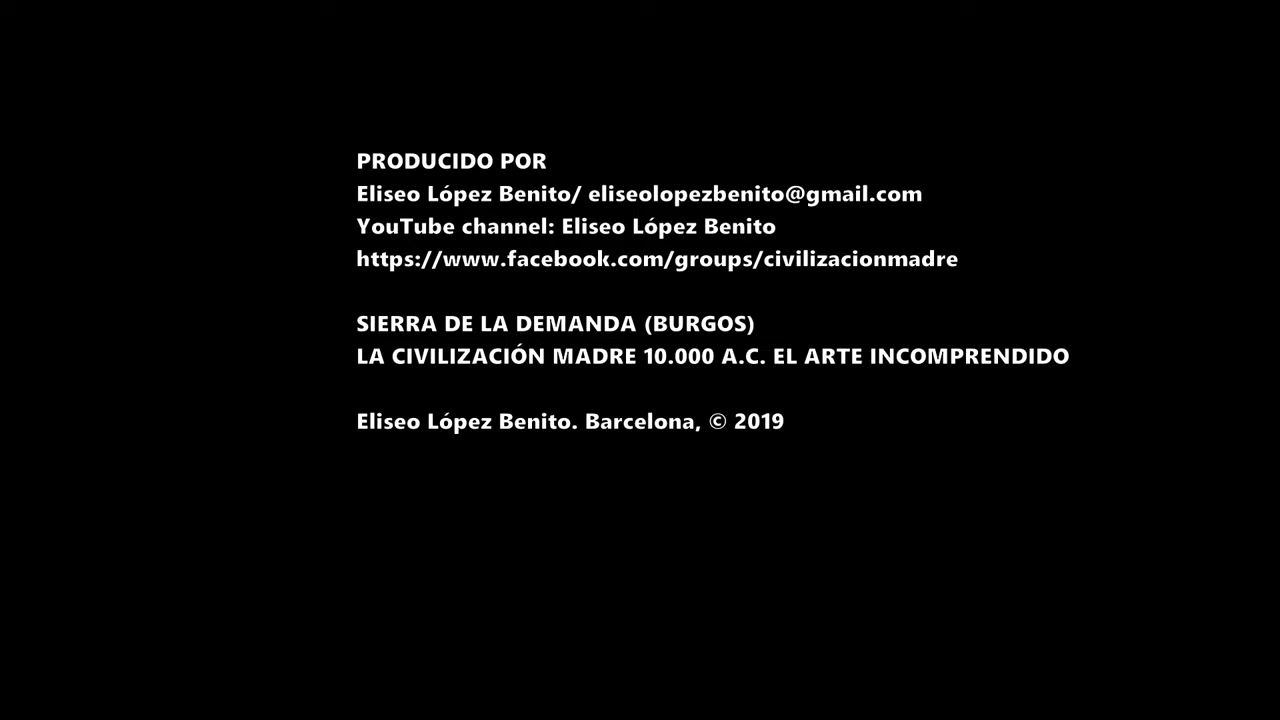 PRODUCIDO POR
Eliseo López Benito/ eliseolopezbenito@gmail.com
YouTube channel: Eliseo López Benito
https://www.facebook.com/groups/civilizacionmadre
SIERRA DE LA DEMANDA (BURGOS)
LA CIVILIZACIÓN MADRE 10.000 A.C. EL ARTE INCOMPRENDIDO
Eliseo López Benito. Barcelona, © 2019